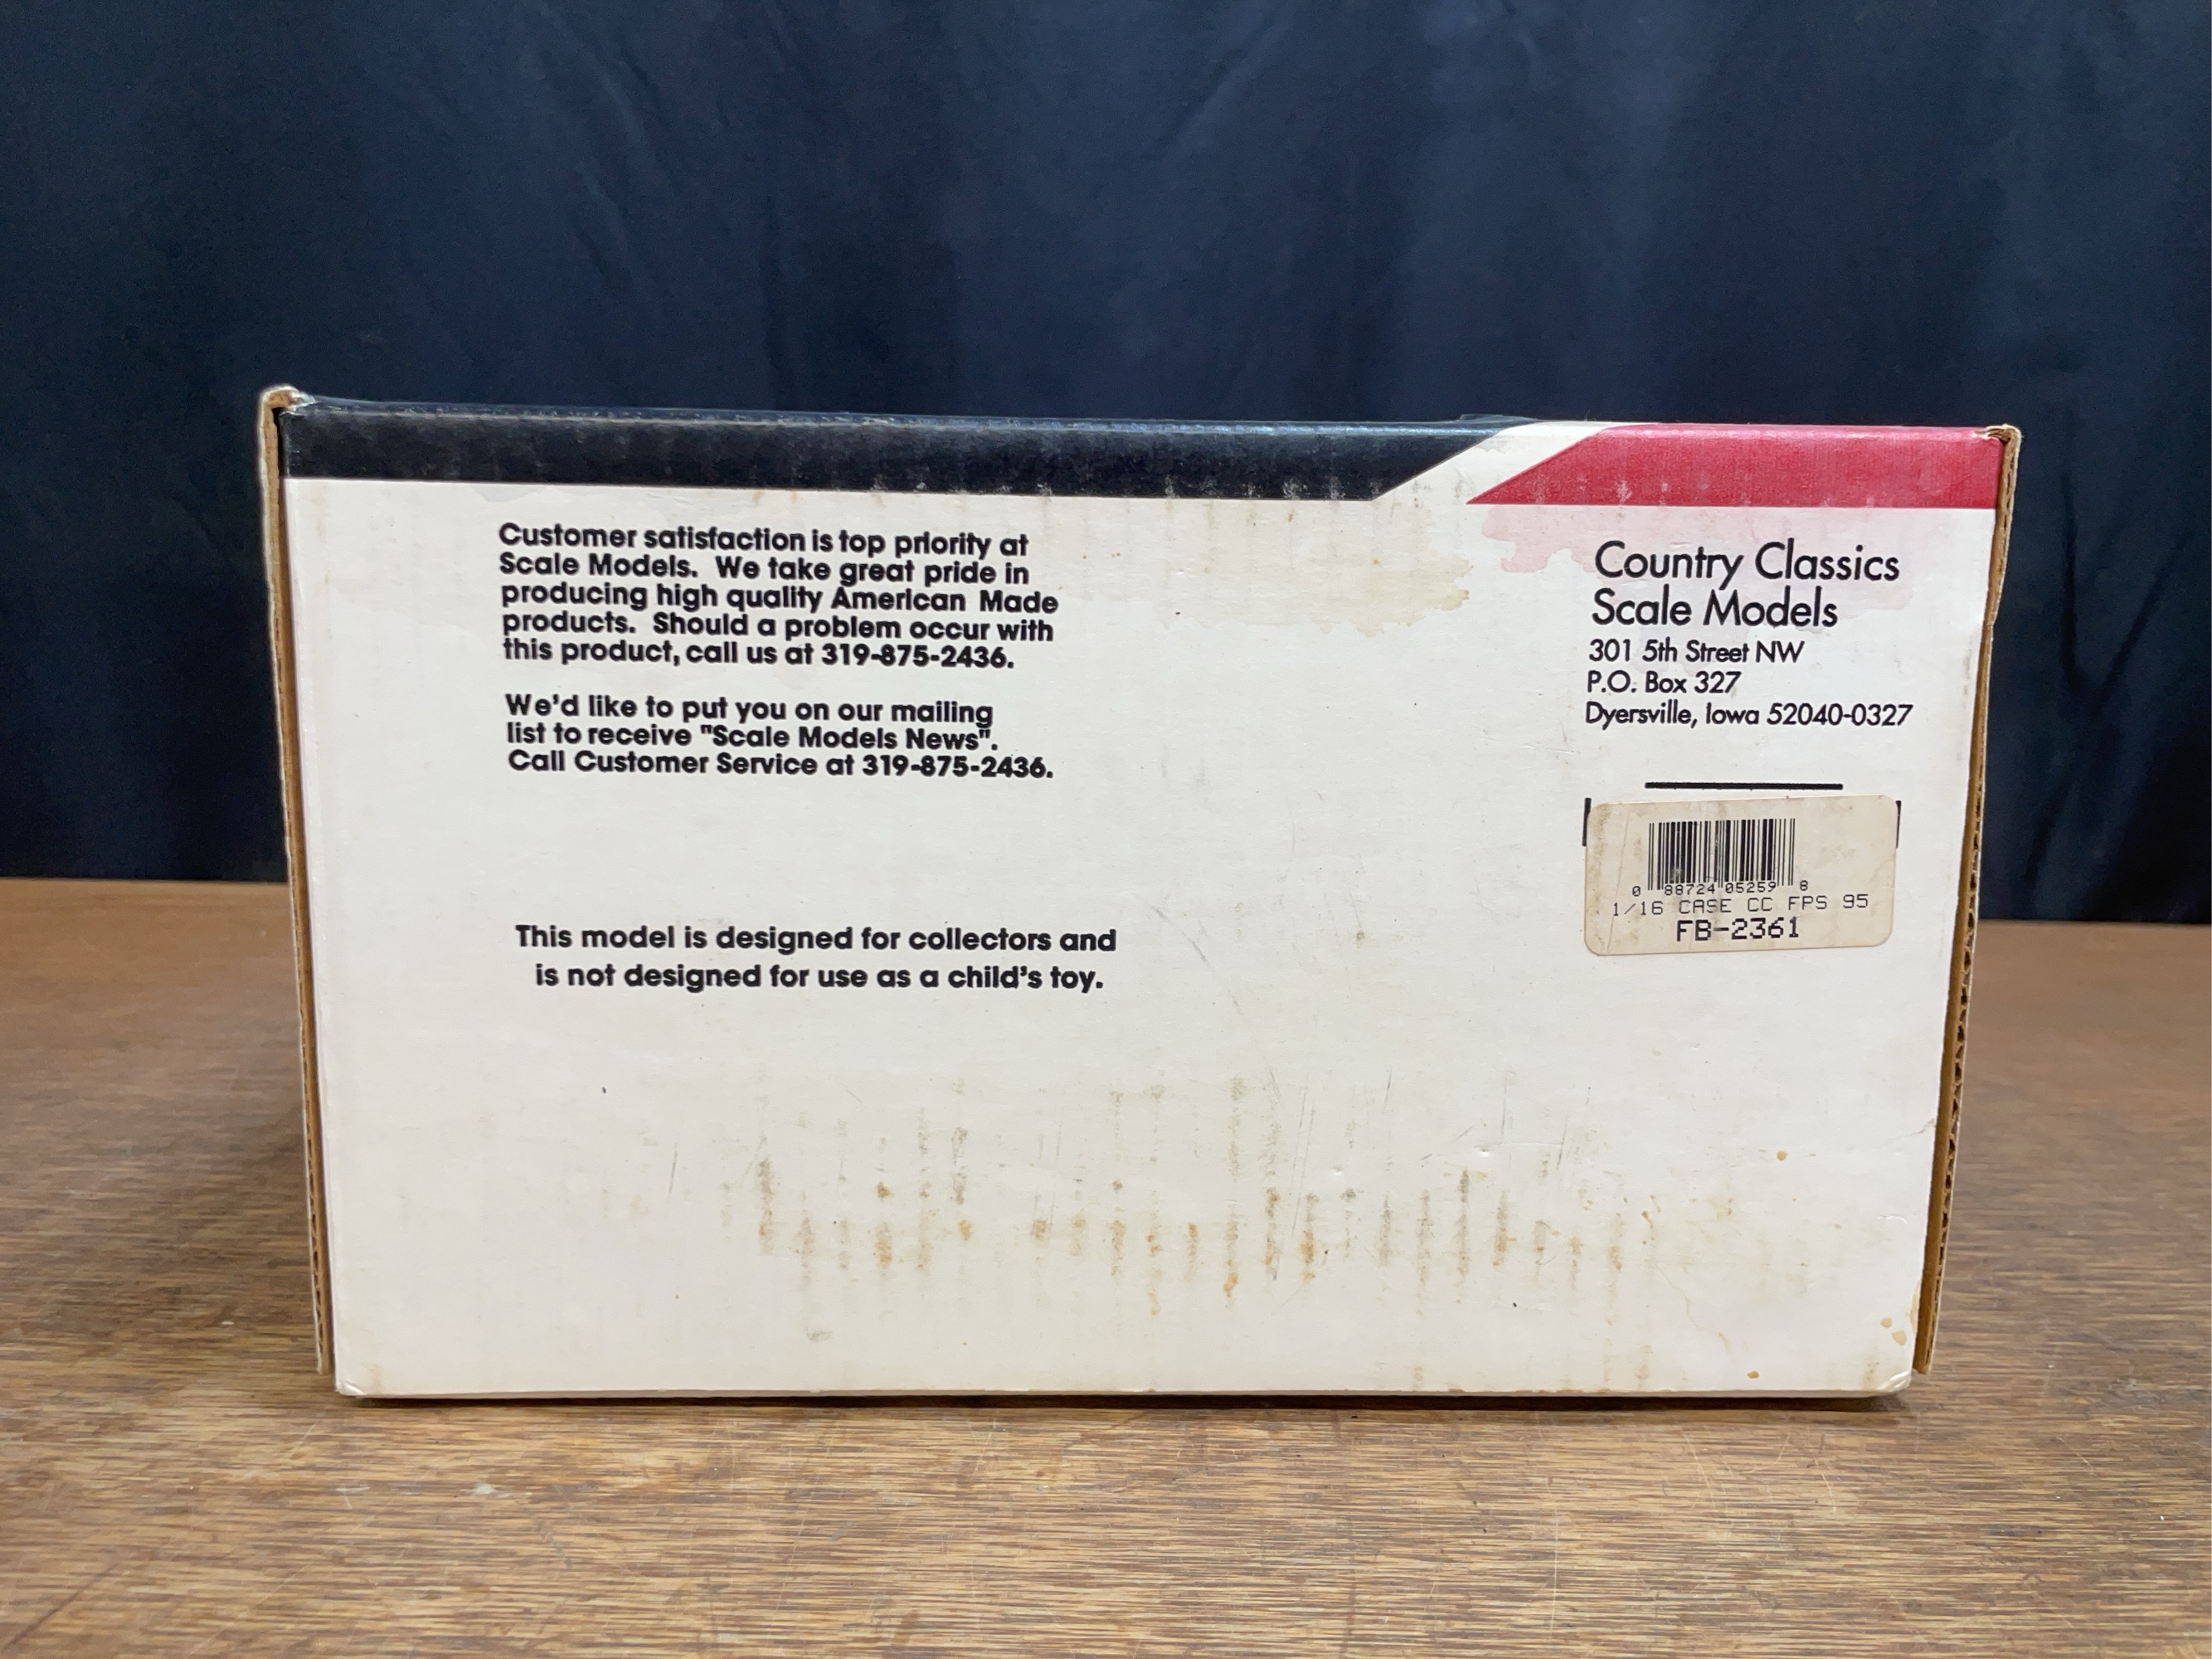 Customer satisfaction is top priority at
Scale Models. We take great pride in
producing high quality American Made
products. Should a problem occur with
this product, call us at 319-875-2436.
We'd like to put you on our mailing
list to receive "Scale Models News".
Call Customer Service at 319-875-2436.
This model is designed for collectors and
is not designed for use as a child's toy.
Country Classics
Scale Models
301 5th Street NW
P.O. Box 327
Dyersville, Iowa 52040-0327
0 88724 05259 8
1/16 CASE CC FPS 95
FB-2361